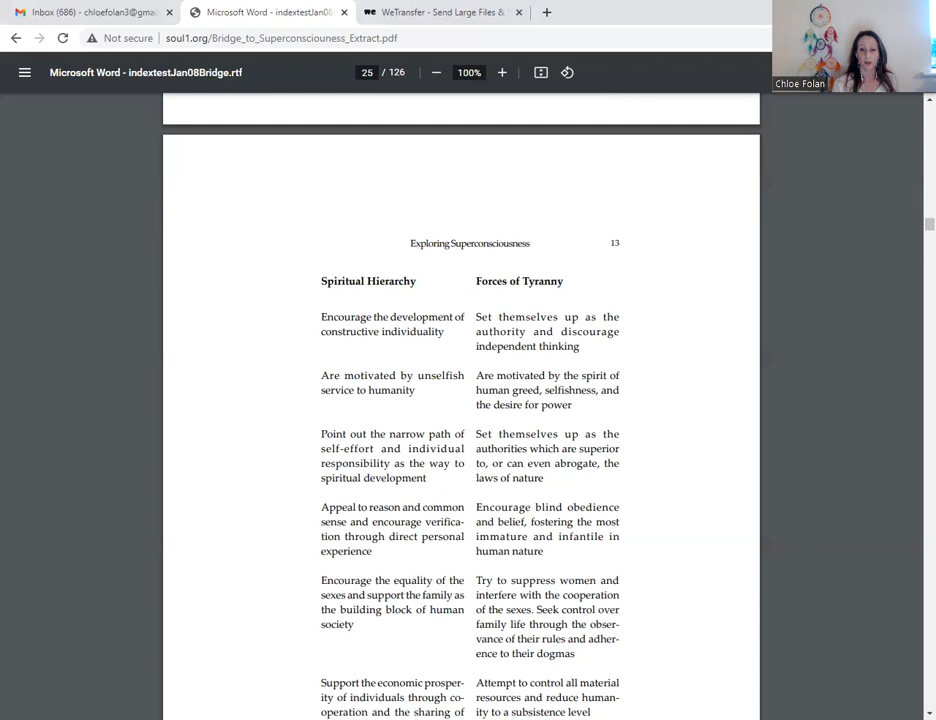 Inbox (686) - chloefolan3@gma
Microsoft Word - indextestJan08
WeTransfer - Send Large Files &
Not secure
soul1.org/Bridge_to_Superconsciouness_Extract.pdf
Microsoft Word - indextestJan08Bridge.rtf
25 / 126
100%
Chloe Folan
Exploring Superconsciousness 13
Spiritual Hierarchy
Encourage the development of
constructive individuality
Are motivated by unselfish
service to humanity
Point out the narrow path of
self-effort and individual
responsibility as the way to
spiritual development
Appeal to reason and common
sense and encourage verifica-
tion through direct personal
experience
Encourage the equality of the
sexes and support the family as
the building block of human
society
Support the economic prosper-
ity of individuals through co-
operation and the sharing of
Forces of Tyranny
Set themselves up as the
authority and discourage
independent thinking
Are motivated by the spirit of
human greed, selfishness, and
the desire for power
Set themselves up as the
authorities which are superior
to, or can even abrogate, the
laws of nature
Encourage blind obedience
and belief, fostering the most
immature and infantile in
human nature
Try to suppress women and
interfere with the cooperation
of the sexes. Seek control over
family life through the obser-
vance of their rules and adher-
ence to their dogmas
Attempt to control all material
resources and reduce human-
ity to a subsistence level